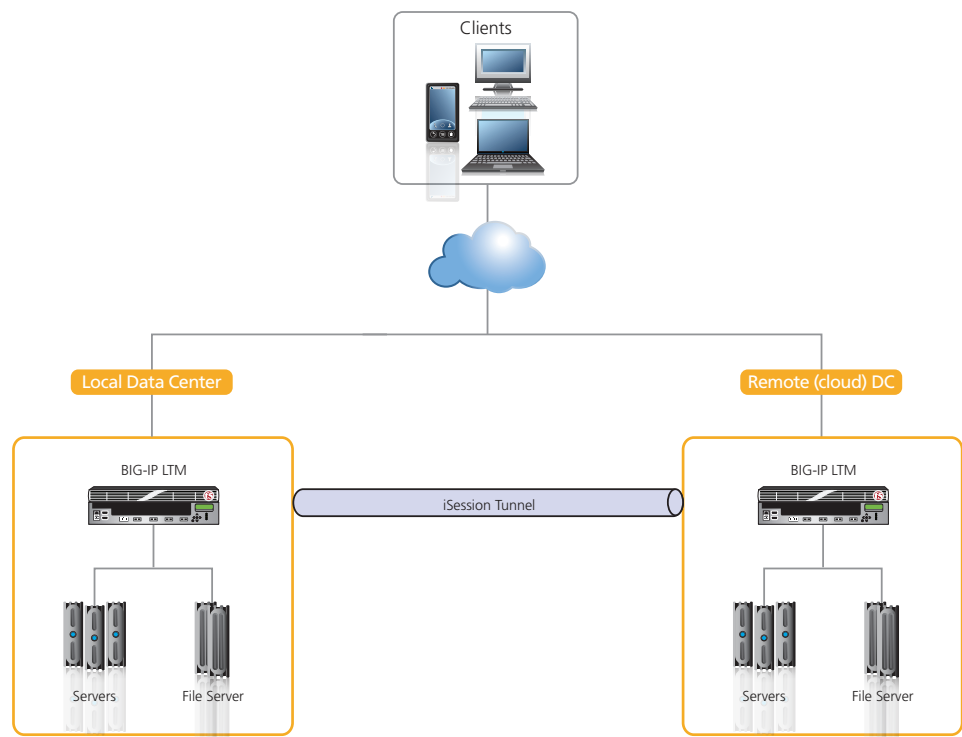 Clients
Local Data Center
Remote (cloud) DC
BIG-IP LTM
BIG-IP LTM
iSession Tunnel
Servers
File Server
Servers
File Server